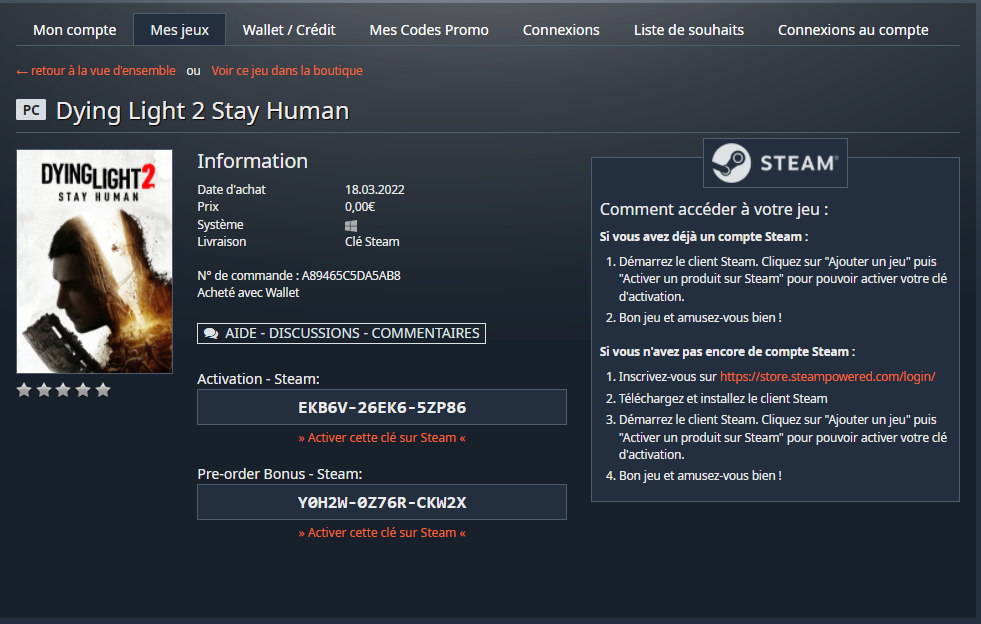 Mon compte Mes jeux Wallet / Crédit Mes Codes Promo Connexions Liste de souhaits Connexions au compte
← retour à la vue d'ensemble ou Voir ce jeu dans la boutique
PC Dying Light 2 Stay Human
DYING LIGHT 2
STAY HUMAN
Information
Date d'achat 18.03.2022
Prix 0,00€
Système
Livraison Clé Steam
N° de commande : A89465C5DA5AB8
Acheté avec Wallet
AIDE - DISCUSSIONS - COMMENTAIRES
Activation - Steam:
EKB6V-26EK6-5ZP86
» Activer cette clé sur Steam «
Pre-order Bonus - Steam:
Y0H2W-0Z76R-CKW2X
» Activer cette clé sur Steam «
STEAM®
Comment accéder à votre jeu :
Si vous avez déjà un compte Steam :
1. Démarrez le client Steam. Cliquez sur "Ajouter un jeu" puis
"Activer un produit sur Steam" pour pouvoir activer votre clé
d'activation.
2. Bon jeu et amusez-vous bien !
Si vous n'avez pas encore de compte Steam :
1. Inscrivez-vous sur https://store.steampowered.com/login/
2. Téléchargez et installez le client Steam
3. Démarrez le client Steam. Cliquez sur "Ajouter un jeu" puis
"Activer un produit sur Steam" pour pouvoir activer votre clé
d'activation.
4. Bon jeu et amusez-vous bien !